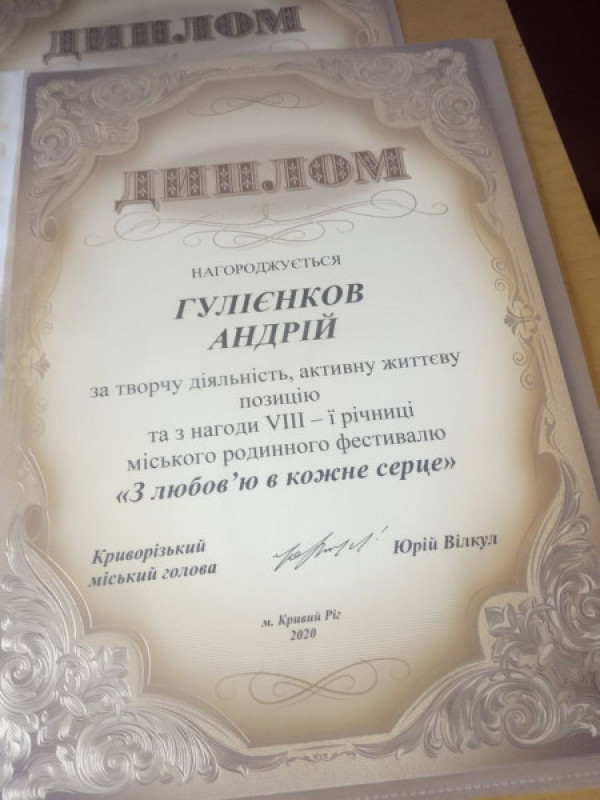 ДИПЛОМ
ДИПЛОМ
НАГОРОДЖУЄТЬСЯ
ГУЛІЄНКОВ
АНДРІЙ
за творчу діяльність, активну життєву
позицію
та з нагоди VIII – ї річниці
міського родинного фестивалю
«З любов’ю в кожне серце»
Криворізький
міський голова
Юрій Вілкул
м. Кривий Ріг
2020